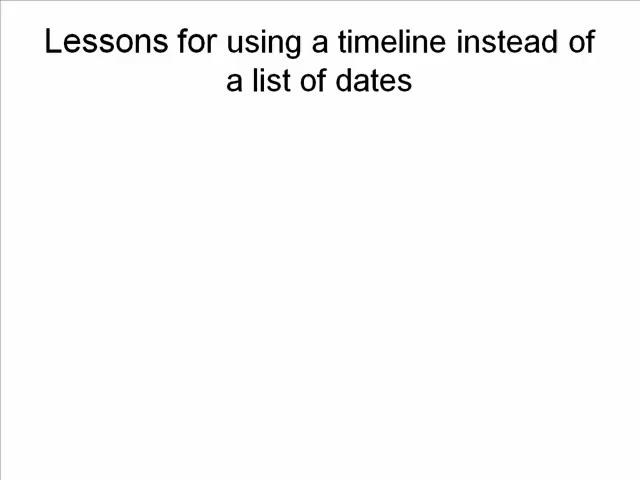 Lessons for using a timeline instead of
a list of dates